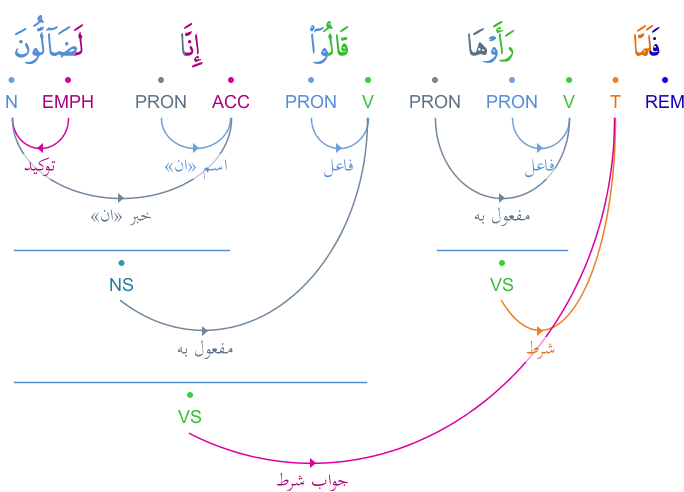 فَلَمَّا رَأَوْهَا قَالُوٓا۟ إِنَّا لَضَآلُّونَ
REM T V PRON PRON V PRON ACC PRON EMPH N
فاعل فاعل اسم «ان» توكيد
مفعول به خبر «ان»
VS NS
شرط مفعول به
VS
جواب شرط